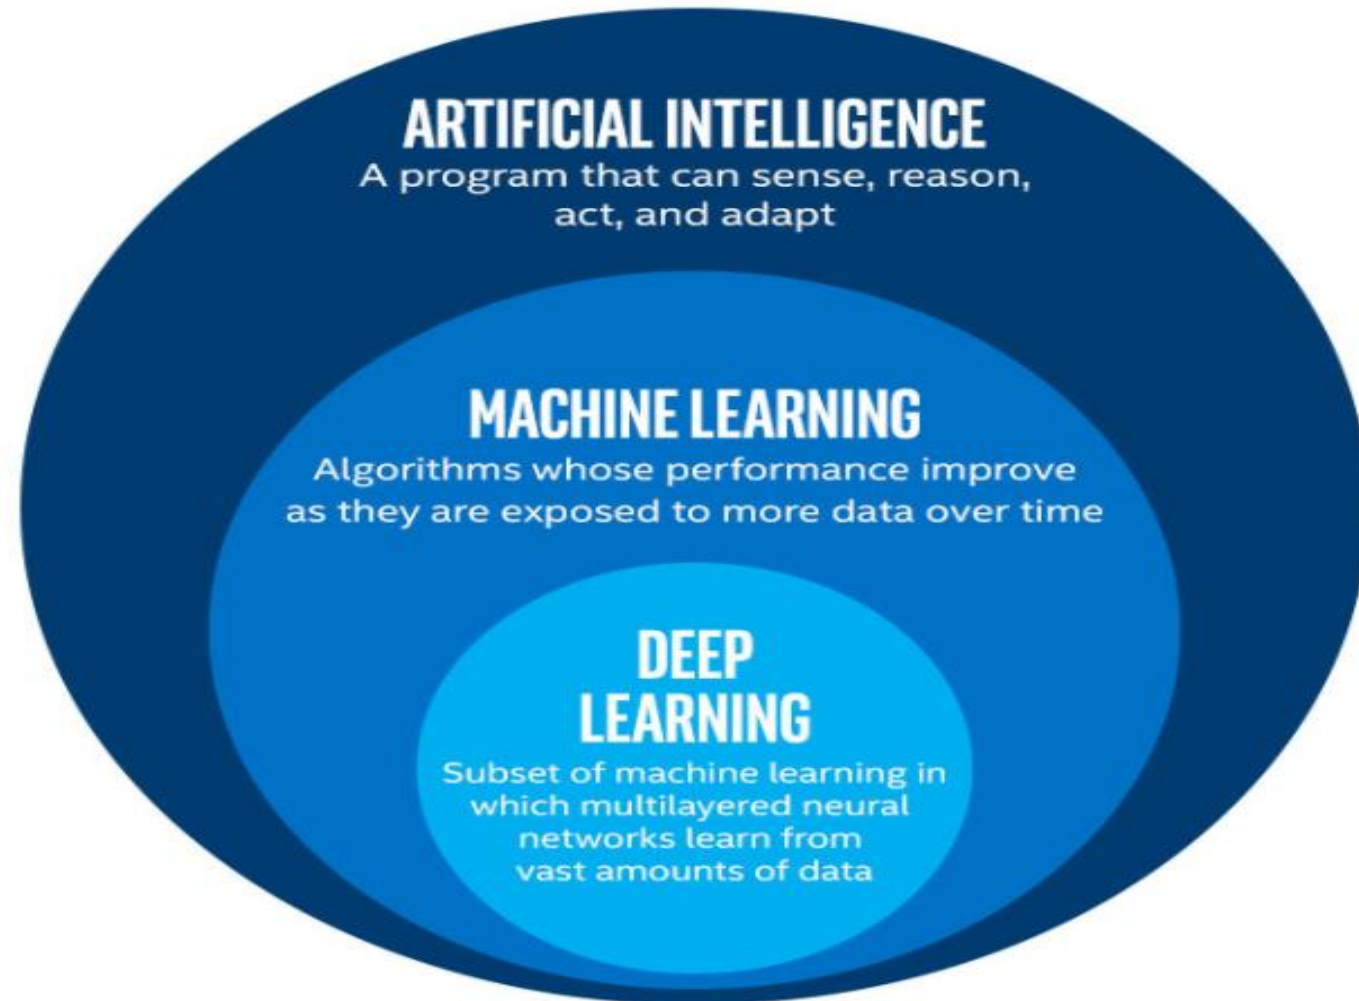 ARTIFICIAL INTELLIGENCE
A program that can sense, reason,
act, and adapt
MACHINE LEARNING
Algorithms whose performance improve
as they are exposed to more data over time
DEEP
LEARNING
Subset of machine learning in
which multilayered neural
networks learn from
vast amounts of data